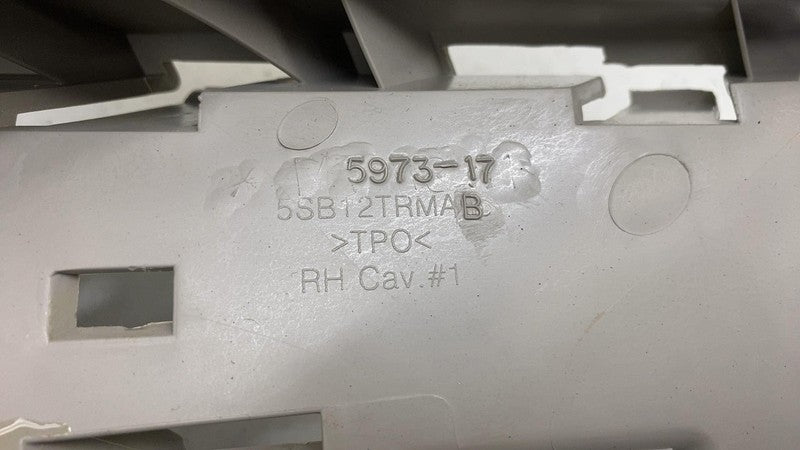 5973-17
5SB12TRMAB
>TPO<
RH Cav.#1